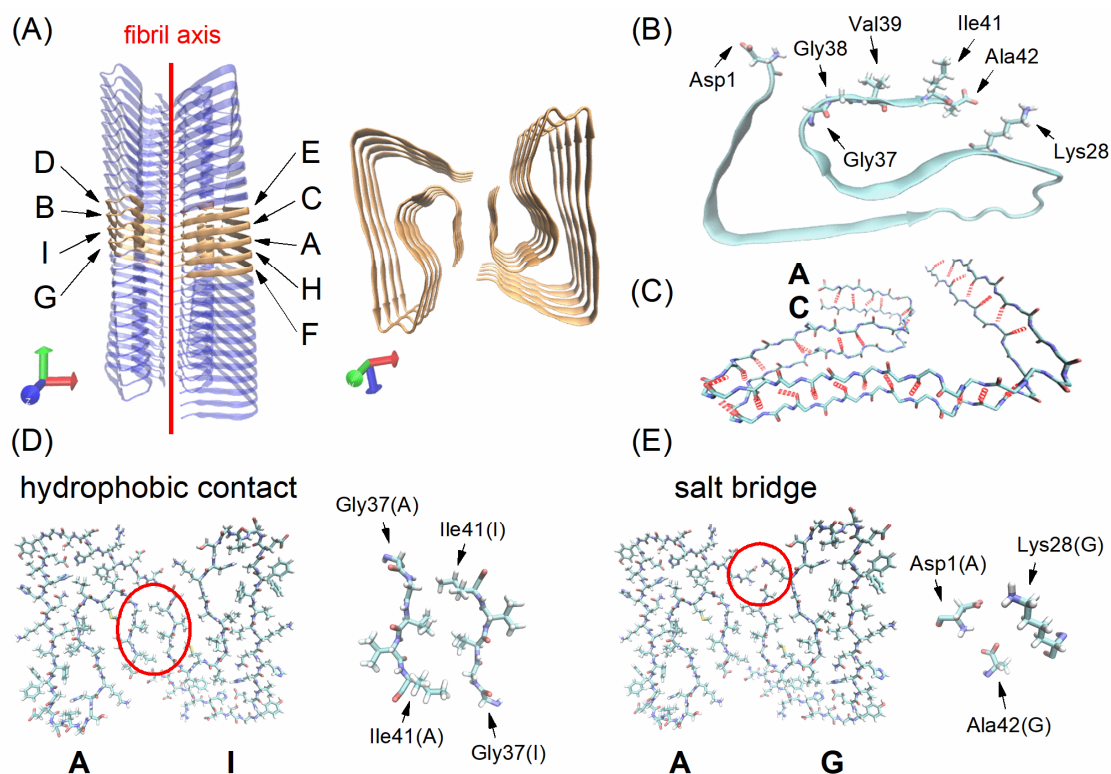 (A)
fibril axis
D
B
I
G
E
C
A
H
F
(B)
Asp1
Gly38
Val39
Ile41
Ala42
Gly37
Lys28
(C)
A
C
(D)
hydrophobic contact
Gly37(A)
Ile41(I)
Ile41(A)
Gly37(I)
A
I
(E)
salt bridge
Asp1(A)
Lys28(G)
Ala42(G)
A
G